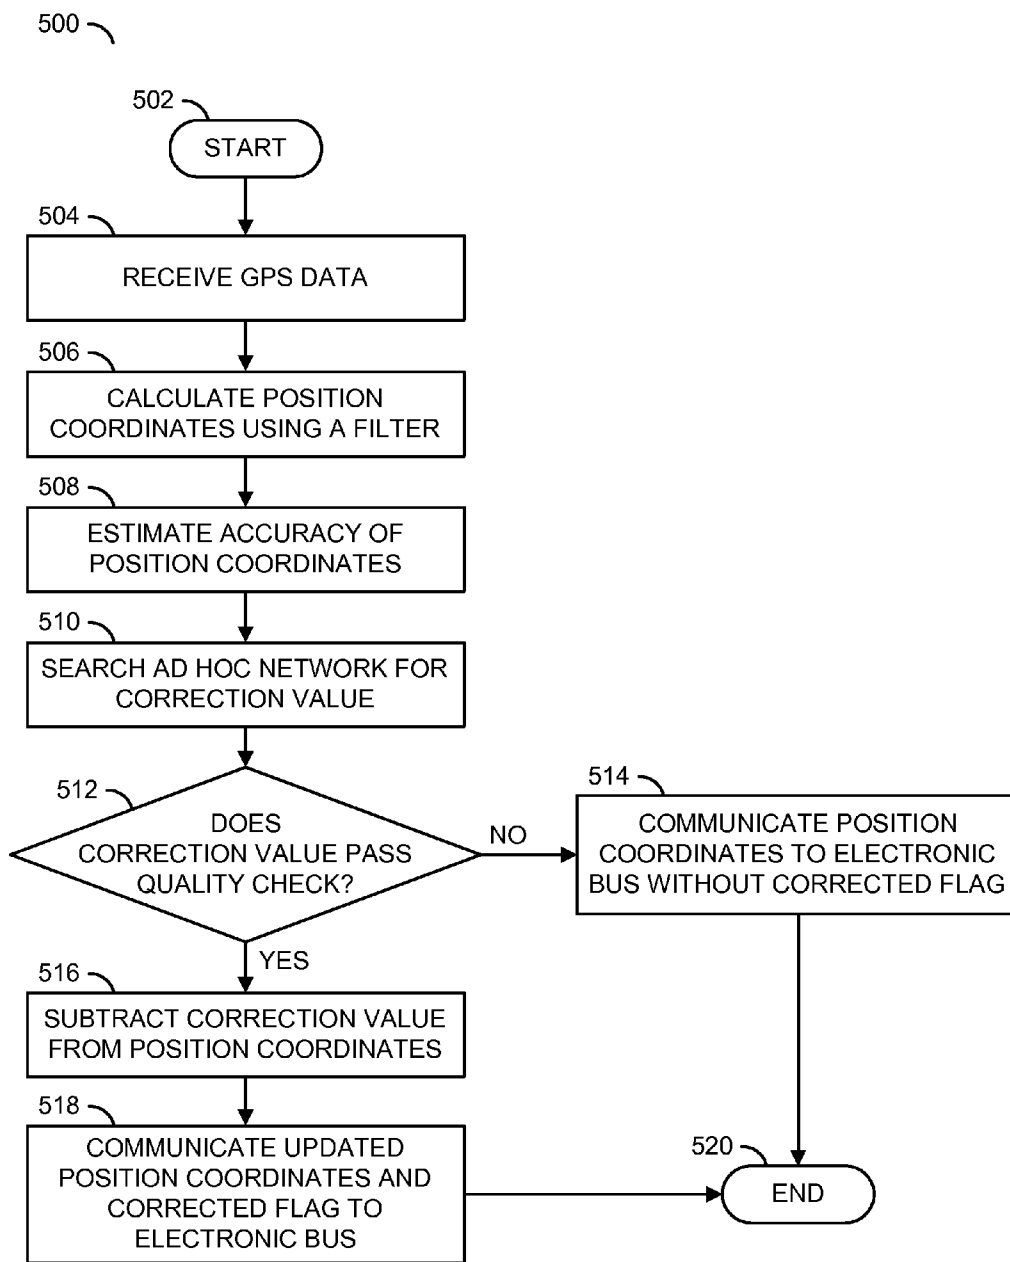 500
502
START
504
RECEIVE GPS DATA
506
CALCULATE POSITION
COORDINATES USING A FILTER
508
ESTIMATE ACCURACY OF
POSITION COORDINATES
510
SEARCH AD HOC NETWORK FOR
CORRECTION VALUE
512
DOES
CORRECTION VALUE PASS
QUALITY CHECK?
NO
514
COMMUNICATE POSITION
COORDINATES TO ELECTRONIC
BUS WITHOUT CORRECTED FLAG
YES
516
SUBTRACT CORRECTION VALUE
FROM POSITION COORDINATES
518
COMMUNICATE UPDATED
POSITION COORDINATES AND
CORRECTED FLAG TO
ELECTRONIC BUS
520
END